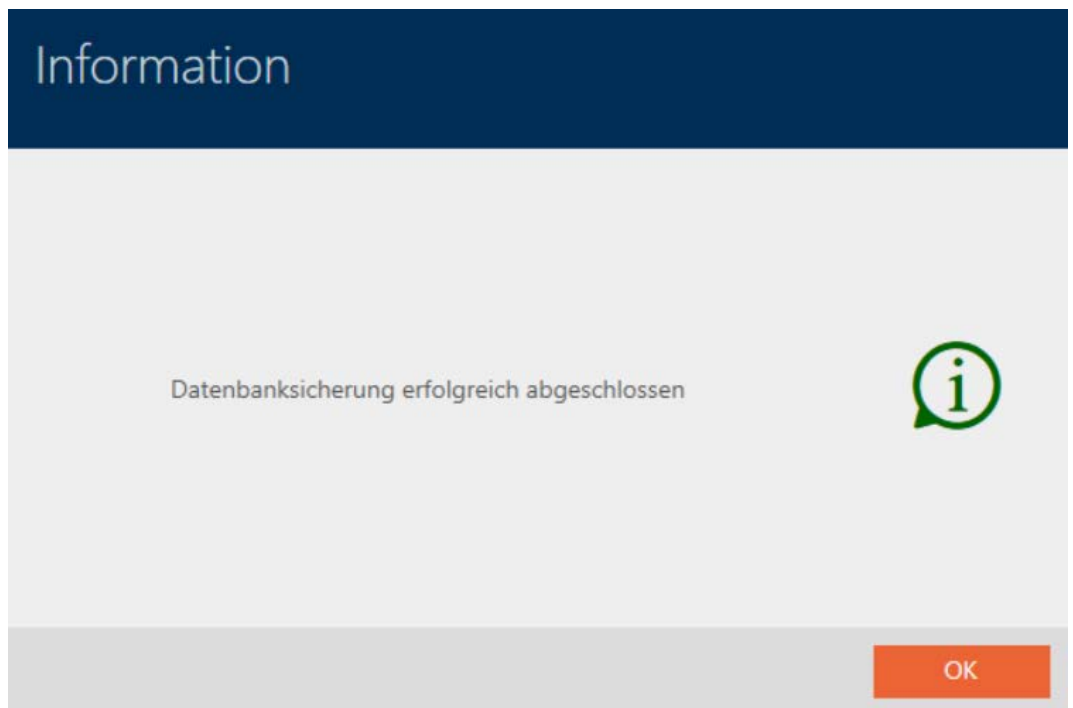 Information
Datenbanksicherung erfolgreich abgeschlossen
i
OK